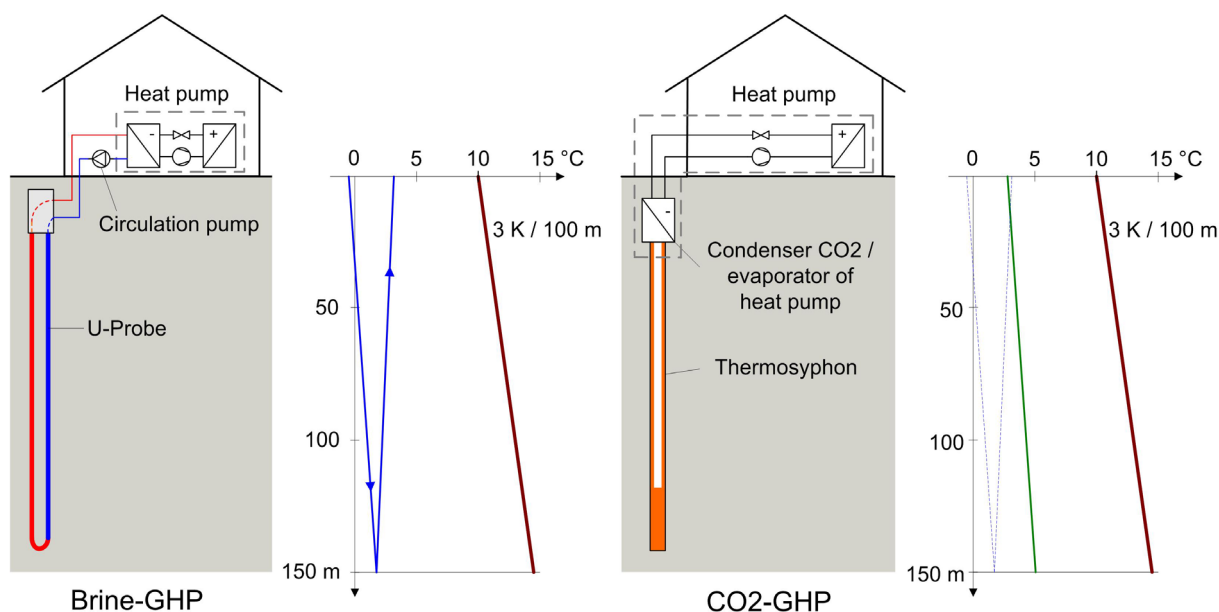 Heat pump
-
+
Circulation pump
U-Probe
Brine-GHP
0 5 10 15 °C
3 K / 100 m
50
100
150 m
Heat pump
+
-
Condenser CO2 /
evaporator of
heat pump
Thermosyphon
CO2-GHP
0 5 10 15 °C
3 K / 100 m
50
100
150 m